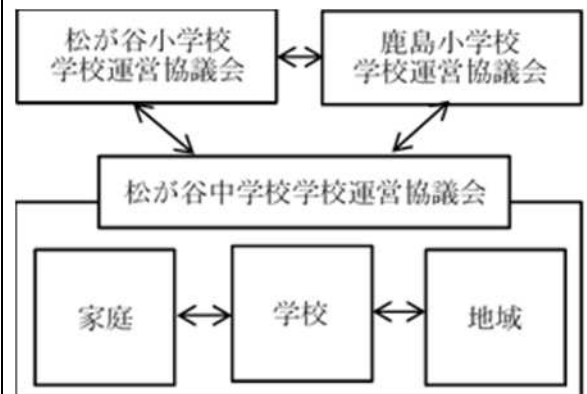 松が谷小学校
学校運営協議会
鹿島小学校
学校運営協議会
松が谷中学校学校運営協議会
家庭
学校
地域